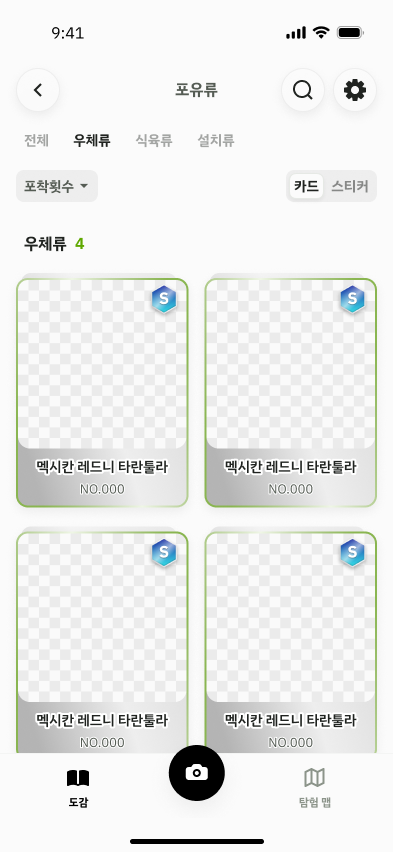 9:41
포유류
전체 우체류 식육류 설치류
포착횟수 카드 스티커
우체류 4
S S
멕시칸 레드니 타란툴라 멕시칸 레드니 타란툴라
NO.000 NO.000
S S
멕시칸 레드니 타란툴라 멕시칸 레드니 타란툴라
NO.000 NO.000
도감 탐험 맵